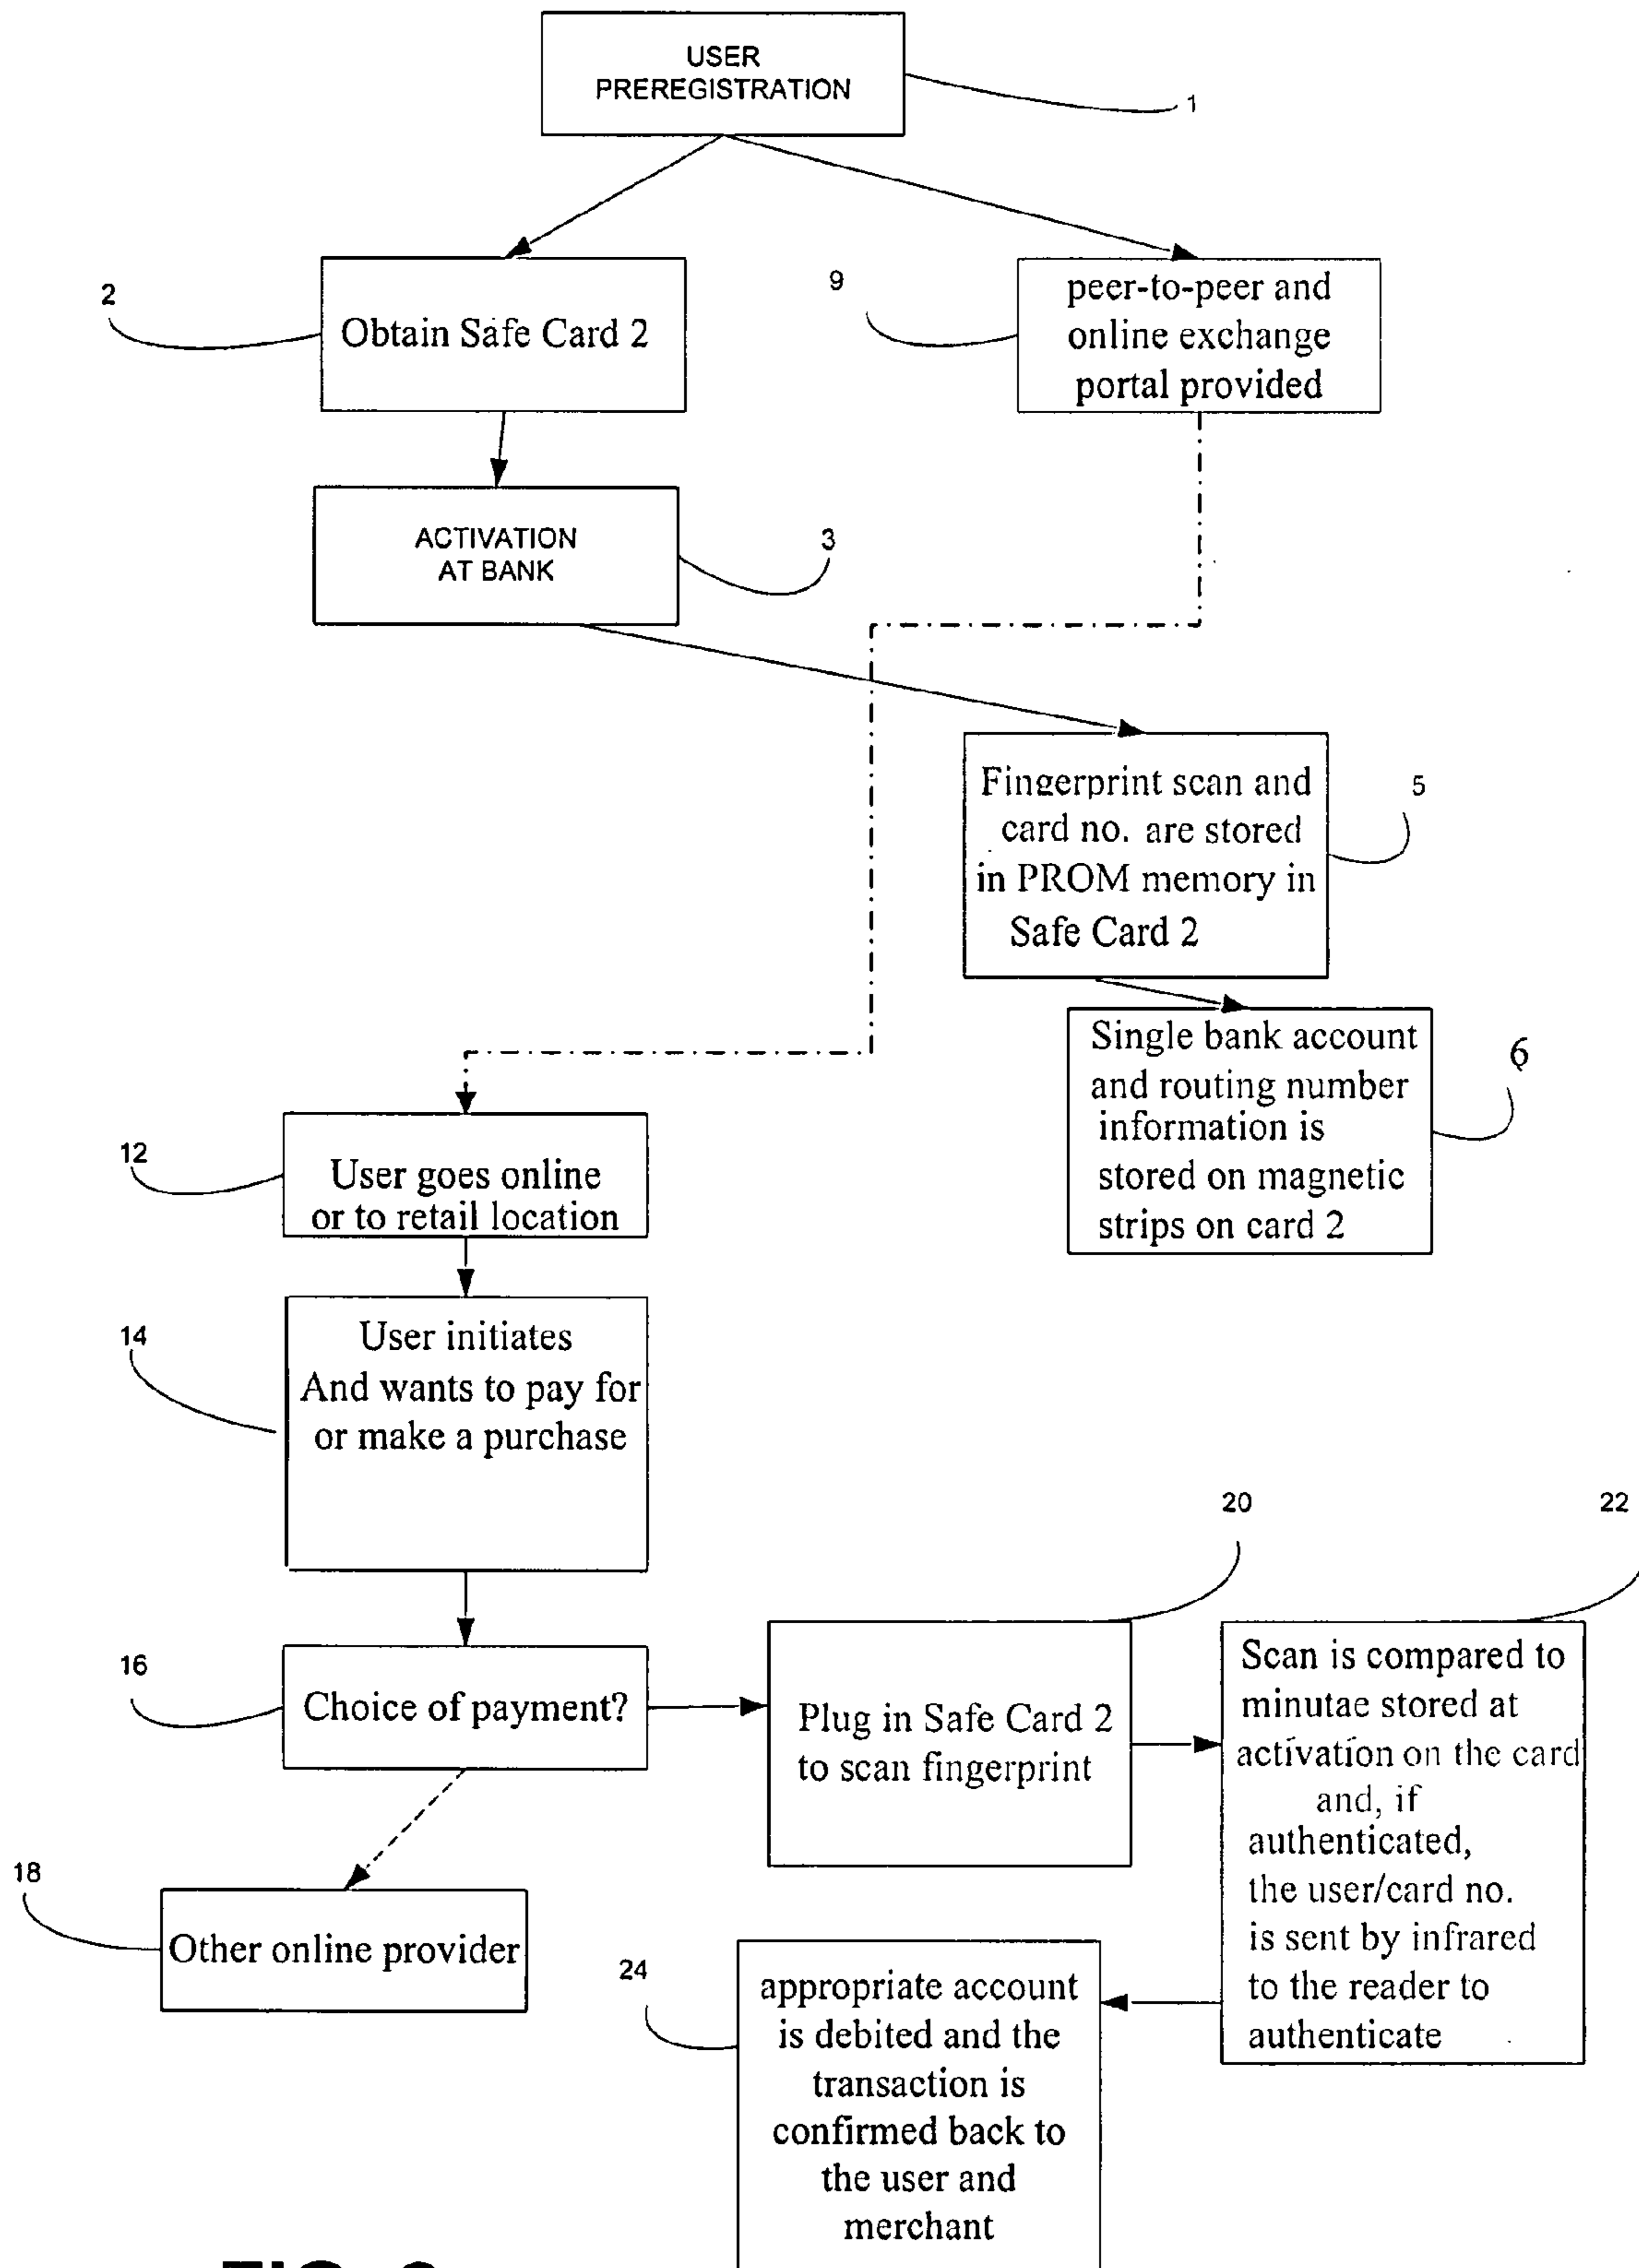 USER
PREREGISTRATION
1
2
Obtain Safe Card 2
9
peer-to-peer and
online exchange
portal provided
ACTIVATION
AT BANK
3
Fingerprint scan and
card no. are stored
in PROM memory in
Safe Card 2
5
Single bank account
and routing number
information is
stored on magnetic
strips on card 2
6
12
User goes online
or to retail location
14
User initiates
And wants to pay for
or make a purchase
20
22
16
Choice of payment?
Plug in Safe Card 2
to scan fingerprint
Scan is compared to
minutae stored at
activation on the card
and, if
authenticated,
the user/card no.
is sent by infrared
to the reader to
authenticate
18
Other online provider
24
appropriate account
is debited and the
transaction is
confirmed back to
the user and
merchant